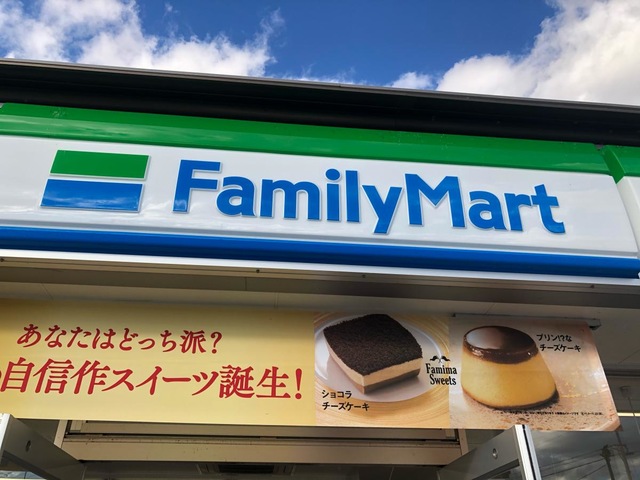 FamilyMart
あなたはどっち派?
自信作スイーツ誕生!
ショコラ
チーズケーキ
Famima
Sweets
プリン!?な
チーズケーキ